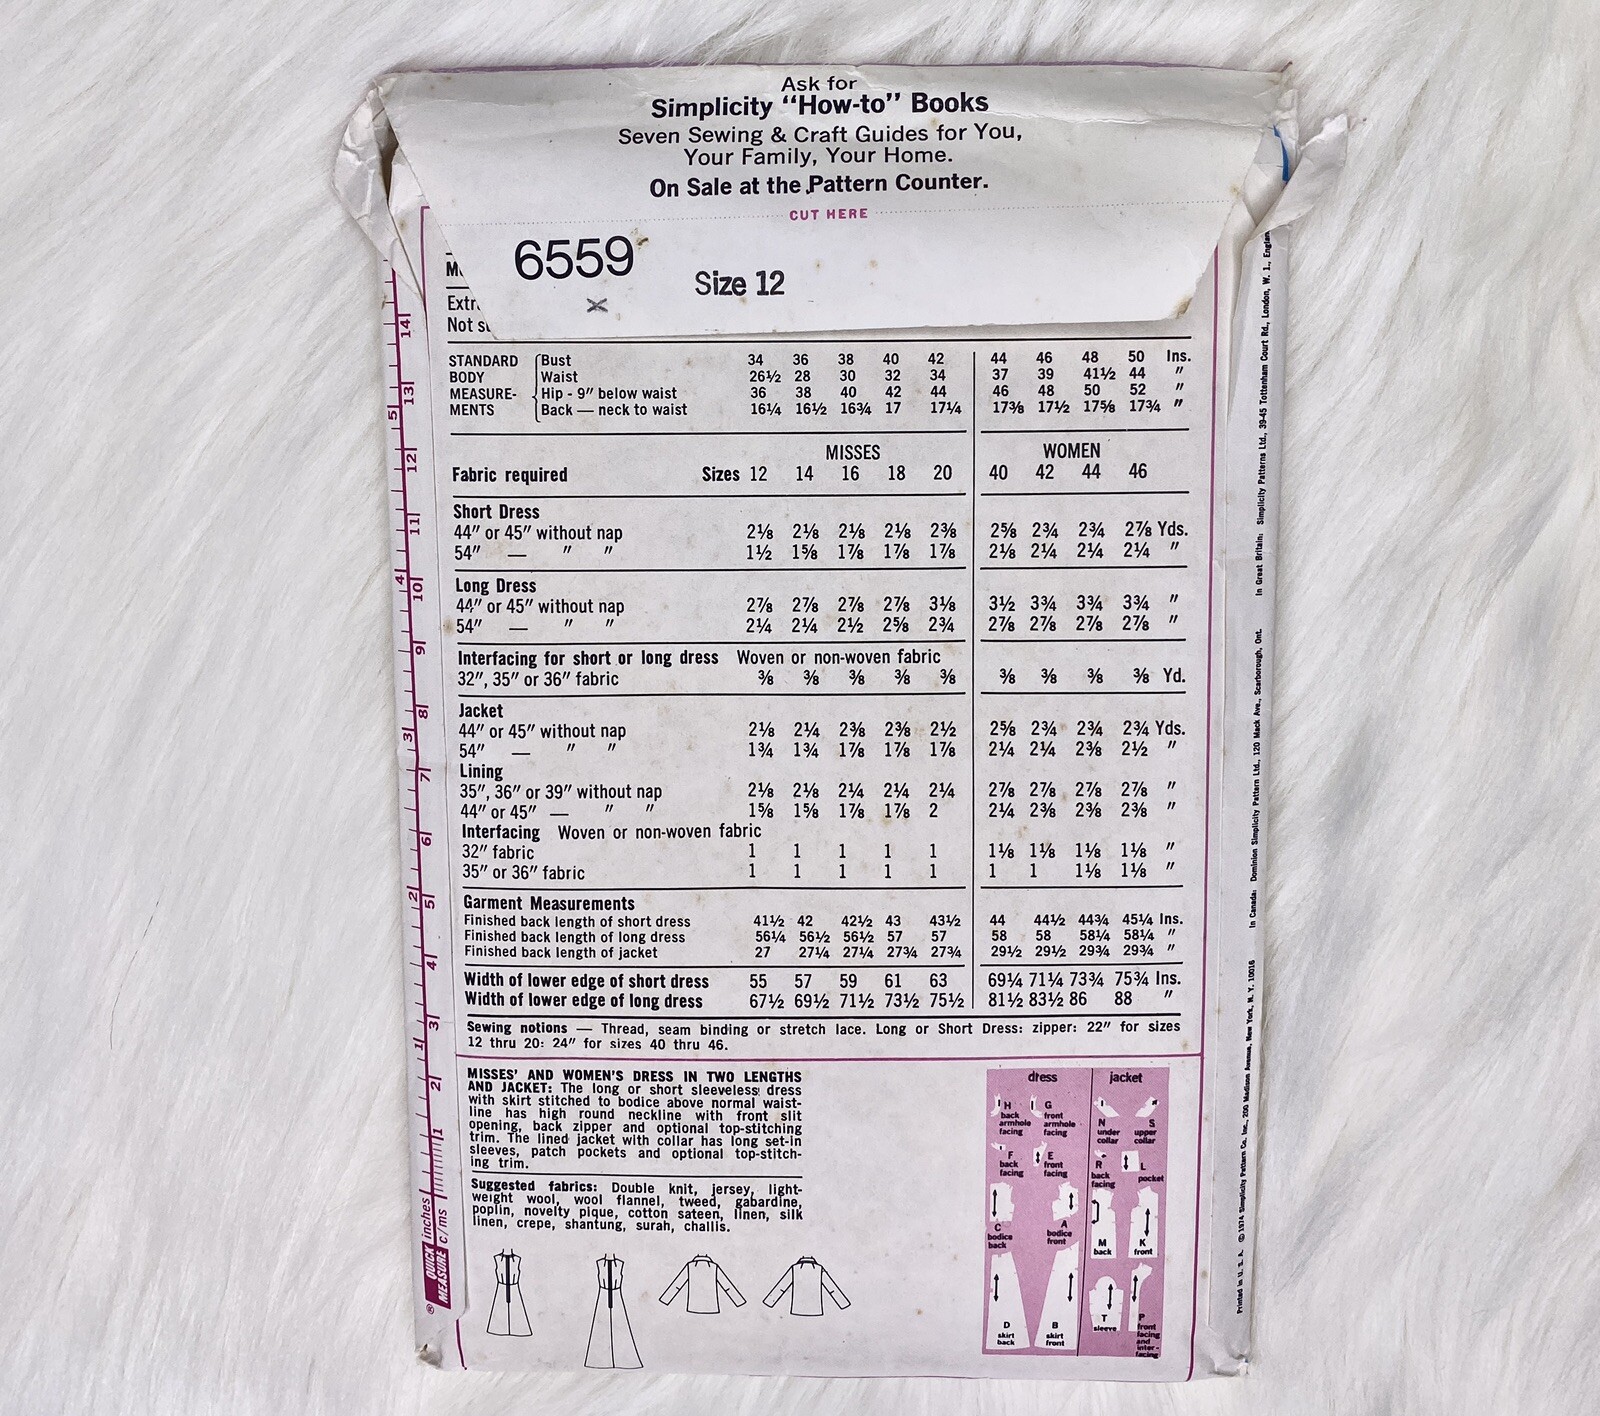 Ask for
Simplicity “How-to” Books
Seven Sewing & Craft Guides for You,
Your Family, Your Home.
On Sale at the Pattern Counter.
CUT HERE
6559
Size 12
Extr
Not s
STANDARD BODY MEASURE- MENTS
Bust 34 36 38 40 42 44 46 48 50 Ins.
Waist 26½ 28 30 32 34 37 39 41½ 44 "
Hip - 9" below waist 36 38 40 42 44 46 48 50 52 "
Back — neck to waist 16¼ 16½ 16¾ 17 17¼ 17⅜ 17½ 17⅝ 17¾ "
MISSES WOMEN
Fabric required Sizes 12 14 16 18 20 40 42 44 46
Short Dress
44" or 45" without nap 2⅛ 2⅛ 2⅛ 2⅛ 2⅜ 2⅝ 2¾ 2¾ 2⅞ Yds.
54" — " " 1½ 1⅝ 1⅞ 1⅞ 1⅞ 2⅛ 2¼ 2¼ 2¼ "
Long Dress
44" or 45" without nap 2⅞ 2⅞ 2⅞ 2⅞ 3⅛ 3½ 3¾ 3¾ 3¾ "
54" — " " 2¼ 2¼ 2½ 2⅝ 2¾ 2⅞ 2⅞ 2⅞ 2⅞ "
Interfacing for short or long dress Woven or non-woven fabric
32", 35" or 36" fabric ⅜ ⅜ ⅜ ⅜ ⅜ ⅜ ⅜ ⅜ ⅜ Yd.
Jacket
44" or 45" without nap 2⅛ 2¼ 2⅜ 2⅜ 2½ 2⅝ 2¾ 2¾ 2¾ Yds.
54" — " " 1¾ 1¾ 1⅞ 1⅞ 1⅞ 2¼ 2¼ 2⅜ 2½ "
Lining
35", 36" or 39" without nap 2⅛ 2⅛ 2¼ 2¼ 2¼ 2⅞ 2⅞ 2⅞ 2⅞ "
44" or 45" — " " 1⅝ 1⅝ 1⅞ 1⅞ 2 2¼ 2⅜ 2⅜ 2⅜ "
Interfacing Woven or non-woven fabric
32" fabric 1 1 1 1 1 1⅛ 1⅛ 1⅛ 1⅛ "
35" or 36" fabric 1 1 1 1 1 1 1 1⅛ 1⅛ "
Garment Measurements
Finished back length of short dress 41½ 42 42½ 43 43½ 44 44½ 44¾ 45¼ Ins.
Finished back length of long dress 56¼ 56½ 56½ 57 57 58 58 58¼ 58¼ "
Finished back length of jacket 27 27¼ 27¼ 27¾ 27¾ 29½ 29½ 29¾ 29¾ "
Width of lower edge of short dress 55 57 59 61 63 69¼ 71¼ 73¾ 75¾ Ins.
Width of lower edge of long dress 67½ 69½ 71½ 73½ 75½ 81½ 83½ 86 88 "
Sewing notions — Thread, seam binding or stretch lace. Long or Short Dress: zipper: 22" for sizes
12 thru 20: 24" for sizes 40 thru 46.
MISSES' AND WOMEN'S DRESS IN TWO LENGTHS
AND JACKET: The long or short sleeveless dress
with skirt stitched to bodice above normal waist-
line has high round neckline with front slit
opening, back zipper and optional top-stitching
trim. The lined jacket with collar has long set-in
sleeves, patch pockets and optional top-stitch-
ing trim.
Suggested fabrics: Double knit, jersey, light-
weight wool, wool flannel, tweed, gabardine,
poplin, novelty pique, cotton sateen, linen, silk
linen, crepe, shantung, surah, challis.
dress
H back armhole facing
G front armhole facing
F back facing
E front facing
C bodice back
A bodice front
D skirt back
B skirt front
jacket
N under collar
S upper collar
R back facing
L pocket
M back
K front
T sleeve
P front facing and inter- facing
QUICK MEASURE
inches 1 2 3 4 5
c/ms 1 2 3 4 5 6 7 8 9 10 11 12 13 14
®
Printed in U. S. A. © 1974 Simplicity Pattern Co. Inc., 200 Madison Avenue, New York, N. Y. 10016 In Canada: Dominion Simplicity Pattern Ltd., 120 Mack Ave., Scarborough, Ont. In Great Britain: Simplicity Patterns Ltd., 39-45 Tottenham Court Rd., London, W. 1., England